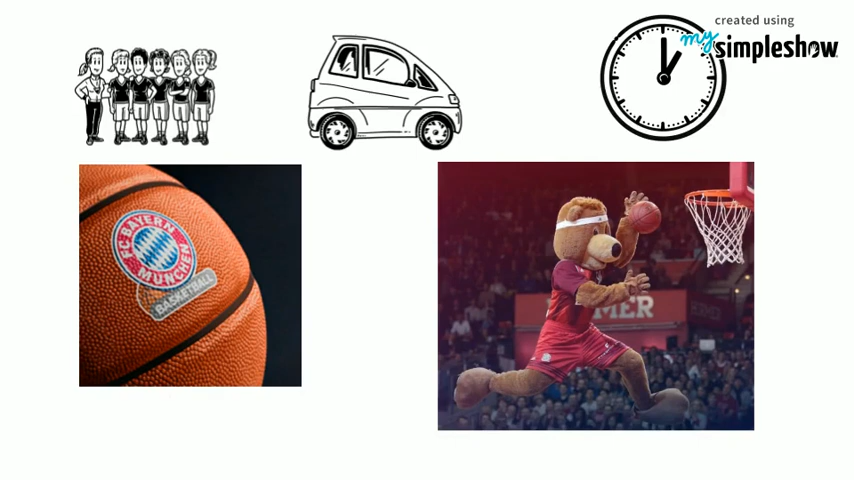 created using
my
simpleshow.
FC BAYERN
MÜNCHEN
BASKETBALL
MER